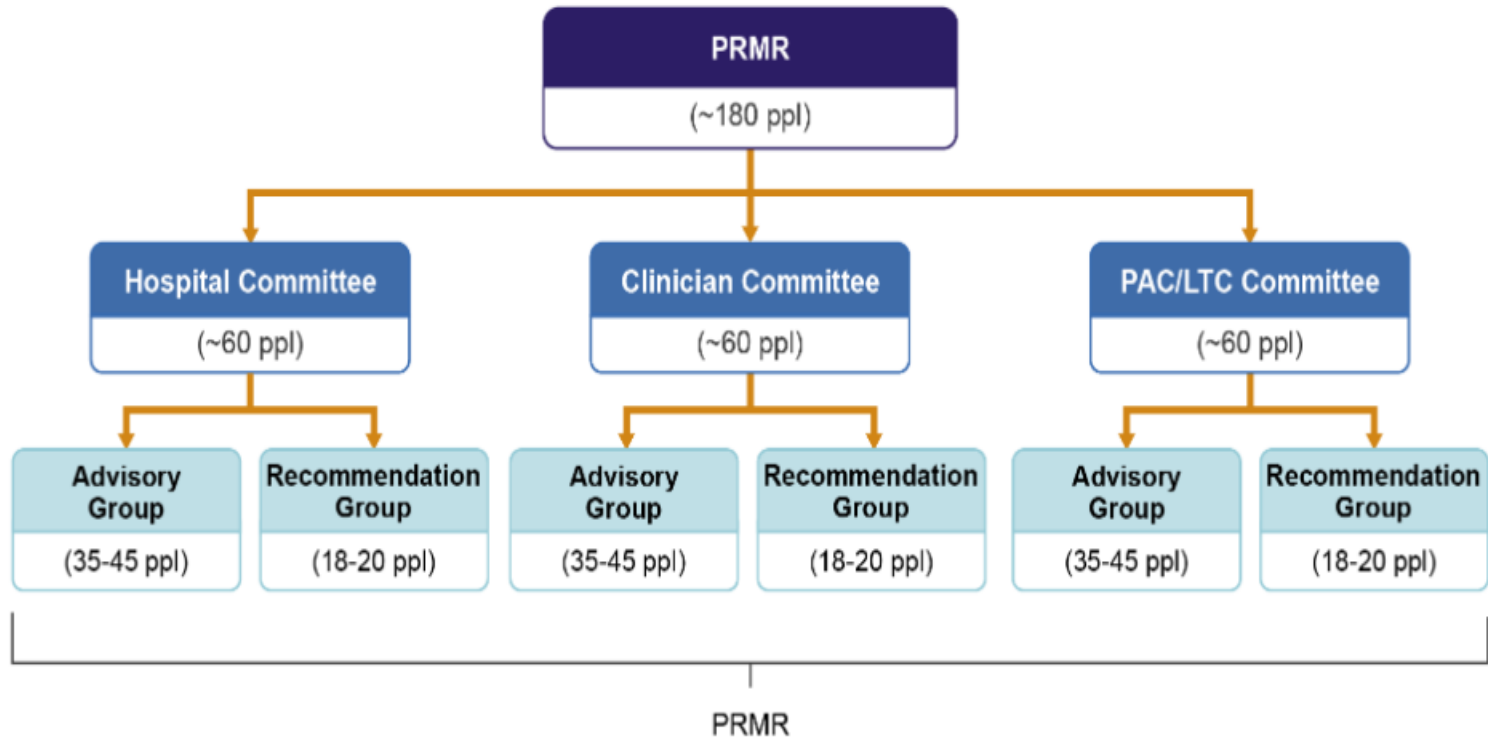 PRMR
(~180 ppl)
Hospital Committee
(~60 ppl)
Clinician Committee
(~60 ppl)
PAC/LTC Committee
(~60 ppl)
Advisory
Group
(35-45 ppl)
Recommendation
Group
(18-20 ppl)
Advisory
Group
(35-45 ppl)
Recommendation
Group
(18-20 ppl)
Advisory
Group
(35-45 ppl)
Recommendation
Group
(18-20 ppl)
PRMR